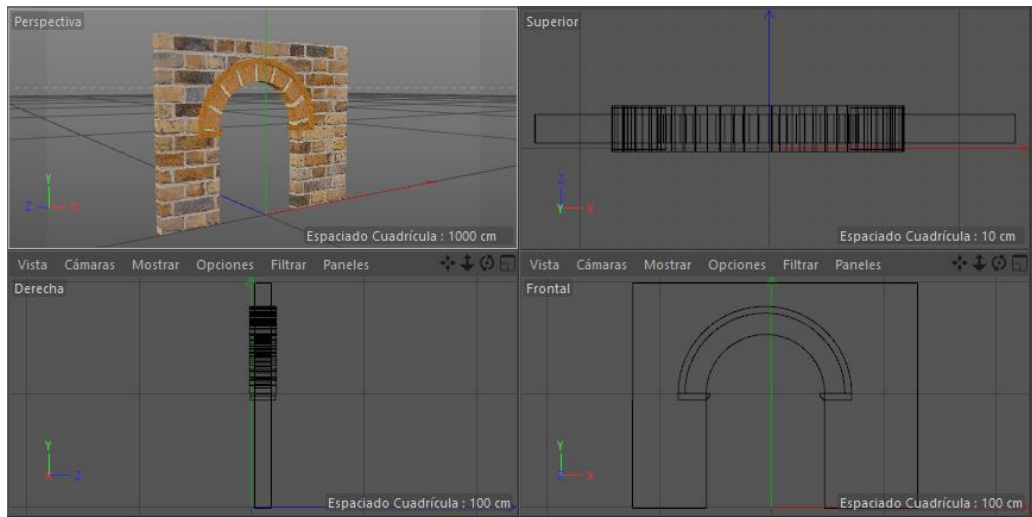 Perspectiva
Y
Z X
Espaciado Cuadrícula : 1000 cm
Superior
Z
Y X
Espaciado Cuadrícula : 10 cm
Vista Cámaras Mostrar Opciones Filtrar Paneles
Derecha
Y
X Z
Espaciado Cuadrícula : 100 cm
Vista Cámaras Mostrar Opciones Filtrar Paneles
Frontal
Y
Z X
Espaciado Cuadrícula : 100 cm